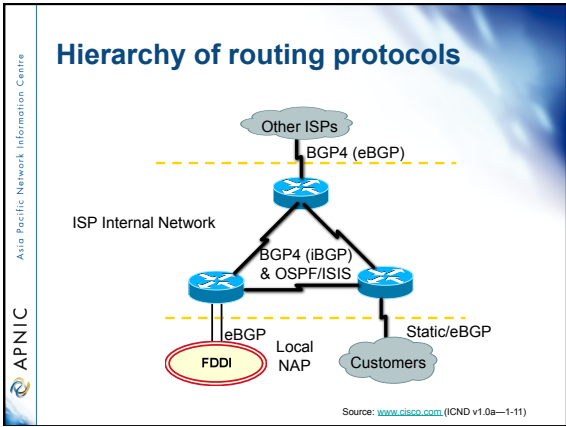 Hierarchy of routing protocols
Asia Pacific Network Information Centre
APNIC
Other ISPs
BGP4 (eBGP)
ISP Internal Network
BGP4 (iBGP)
& OSPF/ISIS
eBGP
Static/eBGP
FDDI
Local
NAP
Customers
Source: www.cisco.com (ICND v1.0a—1-11)